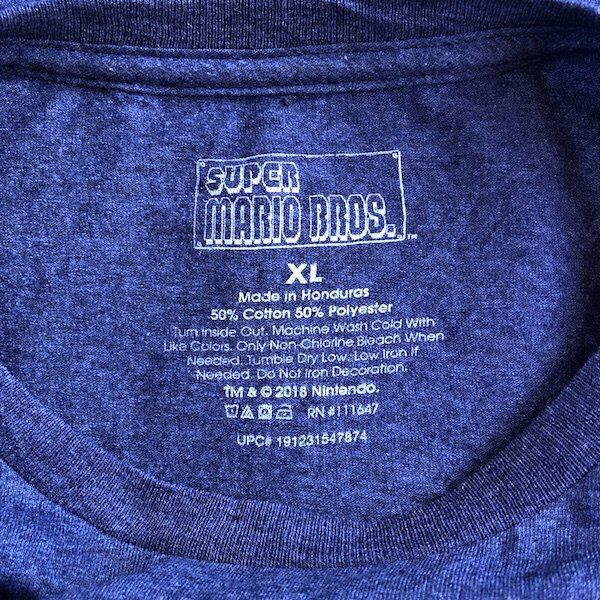 SUPER
MARIO BROS.™
XL
Made in Honduras
50% Cotton 50% Polyester
Turn Inside Out. Machine Wash Cold With
Like Colors. Only Non-Chlorine Bleach When
Needed. Tumble Dry Low. Low Iron if
Needed. Do Not Iron Decoration.
TM & © 2018 Nintendo.
RN #111647
UPC# 191231547874